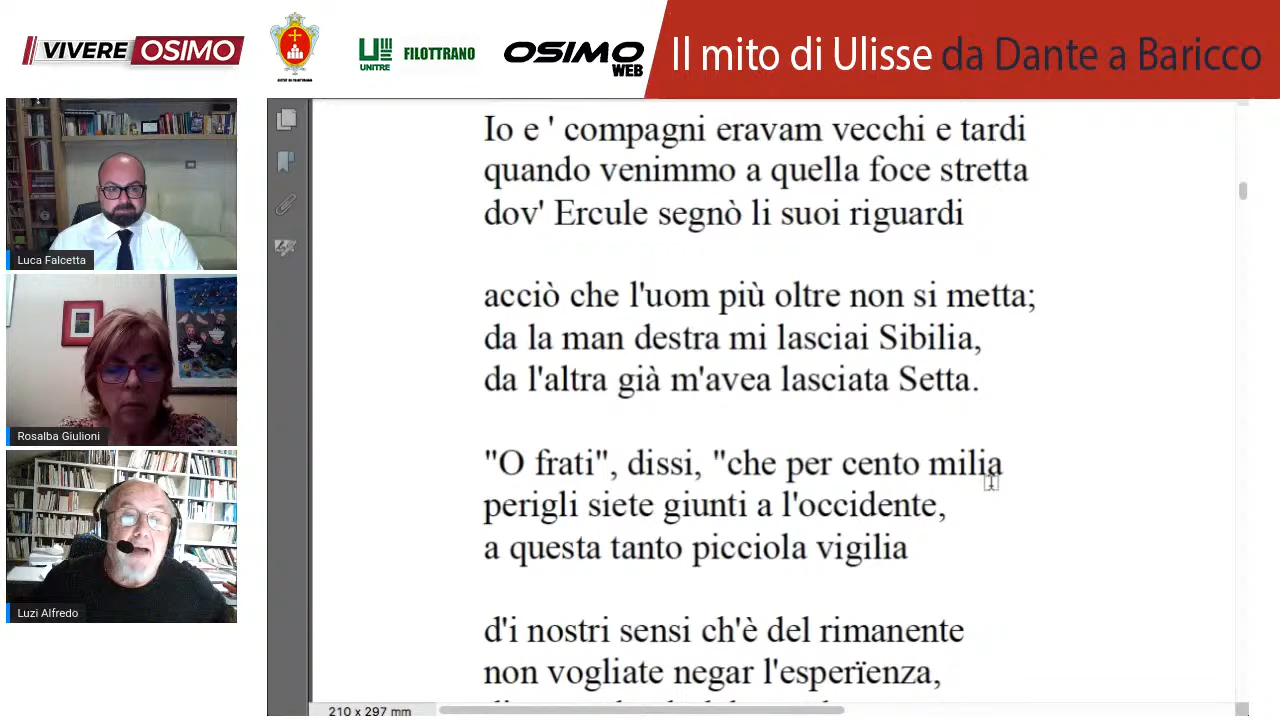 VIVERE OSIMO
UNITRE
FILOTTRANO
OSIMO
WEB
Il mito di Ulisse da Dante a Baricco
Luca Falcetta
Rosalba Giulioni
Luzi Alfredo
Io e ' compagni eravam vecchi e tardi
quando venimmo a quella foce stretta
dov' Ercule segnò li suoi riguardi
acciò che l'uom più oltre non si metta;
da la man destra mi lasciai Sibilia,
da l'altra già m'avea lasciata Setta.
"O frati", dissi, "che per cento milia
perigli siete giunti a l'occidente,
a questa tanto picciola vigilia
d'i nostri sensi ch'è del rimanente
non vogliate negar l'esperïenza,
210 x 297 mm